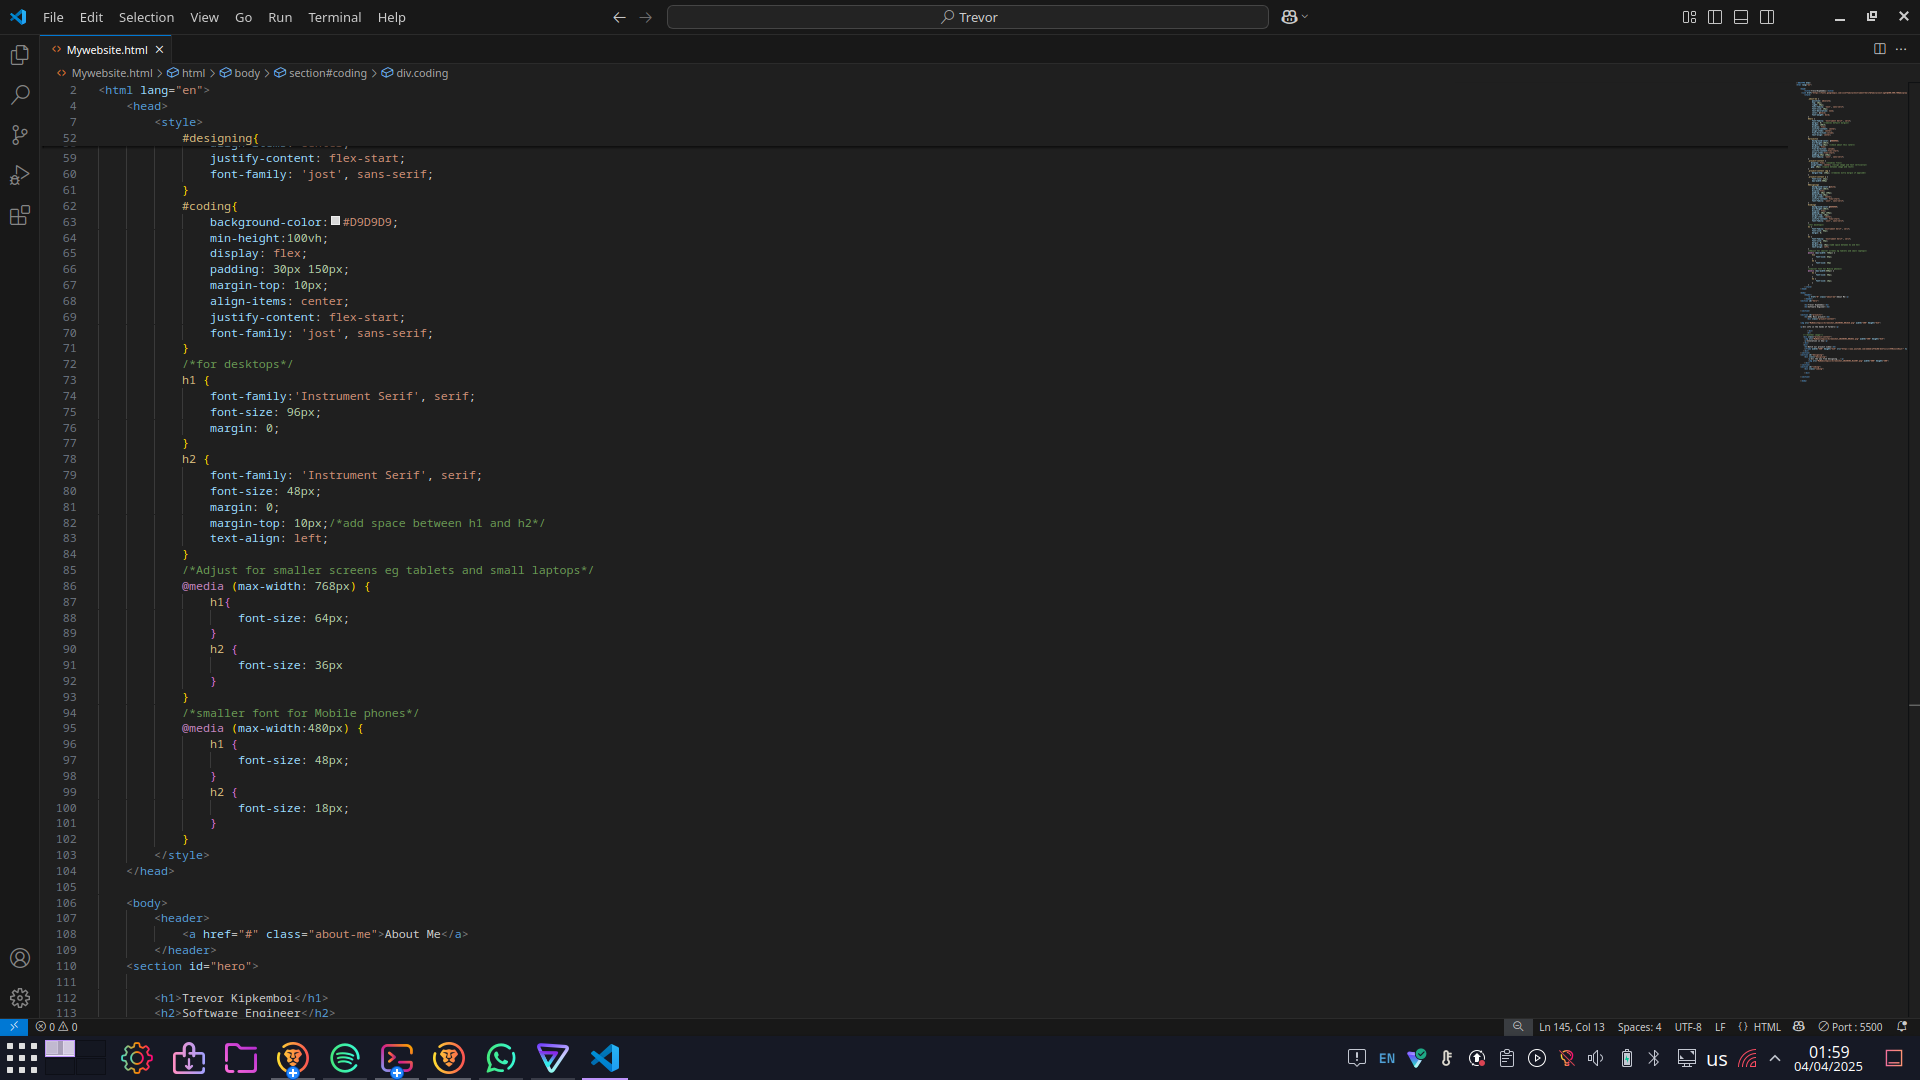 File Edit Selection View Go Run Terminal Help Trevor
Mywebsite.html
Mywebsite.html > html > body > section#coding > div.coding
2 <html lang="en">
4 <head>
7 <style>
52 #designing{
59 justify-content: flex-start;
60 font-family: 'jost', sans-serif;
61 }
62 #coding{
63 background-color: #D9D9D9;
64 min-height:100vh;
65 display: flex;
66 padding: 30px 150px;
67 margin-top: 10px;
68 align-items: center;
69 justify-content: flex-start;
70 font-family: 'jost', sans-serif;
71 }
72 /*for desktops*/
73 h1 {
74 font-family:'Instrument Serif', serif;
75 font-size: 96px;
76 margin: 0;
77 }
78 h2 {
79 font-family: 'Instrument Serif', serif;
80 font-size: 48px;
81 margin: 0;
82 margin-top: 10px;/*add space between h1 and h2*/
83 text-align: left;
84 }
85 /*Adjust for smaller screens eg tablets and small laptops*/
86 @media (max-width: 768px) {
87 h1{
88 font-size: 64px;
89 }
90 h2 {
91 font-size: 36px
92 }
93 }
94 /*smaller font for Mobile phones*/
95 @media (max-width:480px) {
96 h1 {
97 font-size: 48px;
98 }
99 h2 {
100 font-size: 18px;
101 }
102 }
103 </style>
104 </head>
105
106 <body>
107 <header>
108 <a href="#" class="about-me">About Me</a>
109 </header>
110 <section id="hero">
111
112 <h1>Trevor Kipkemboi</h1>
113 <h2>Software Engineer</h2>
0 0 Ln 145, Col 13 Spaces: 4 UTF-8 LF {} HTML Port : 5500
EN us 01:59
04/04/2025